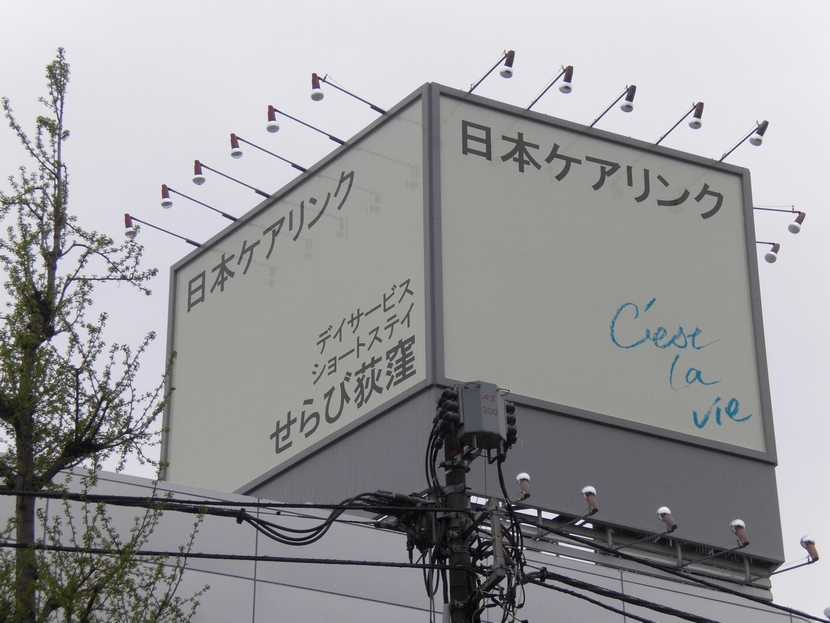 日本ケアリンク
デイサービス
ショートステイ
せらび荻窪
日本ケアリンク
C'est
la
vie